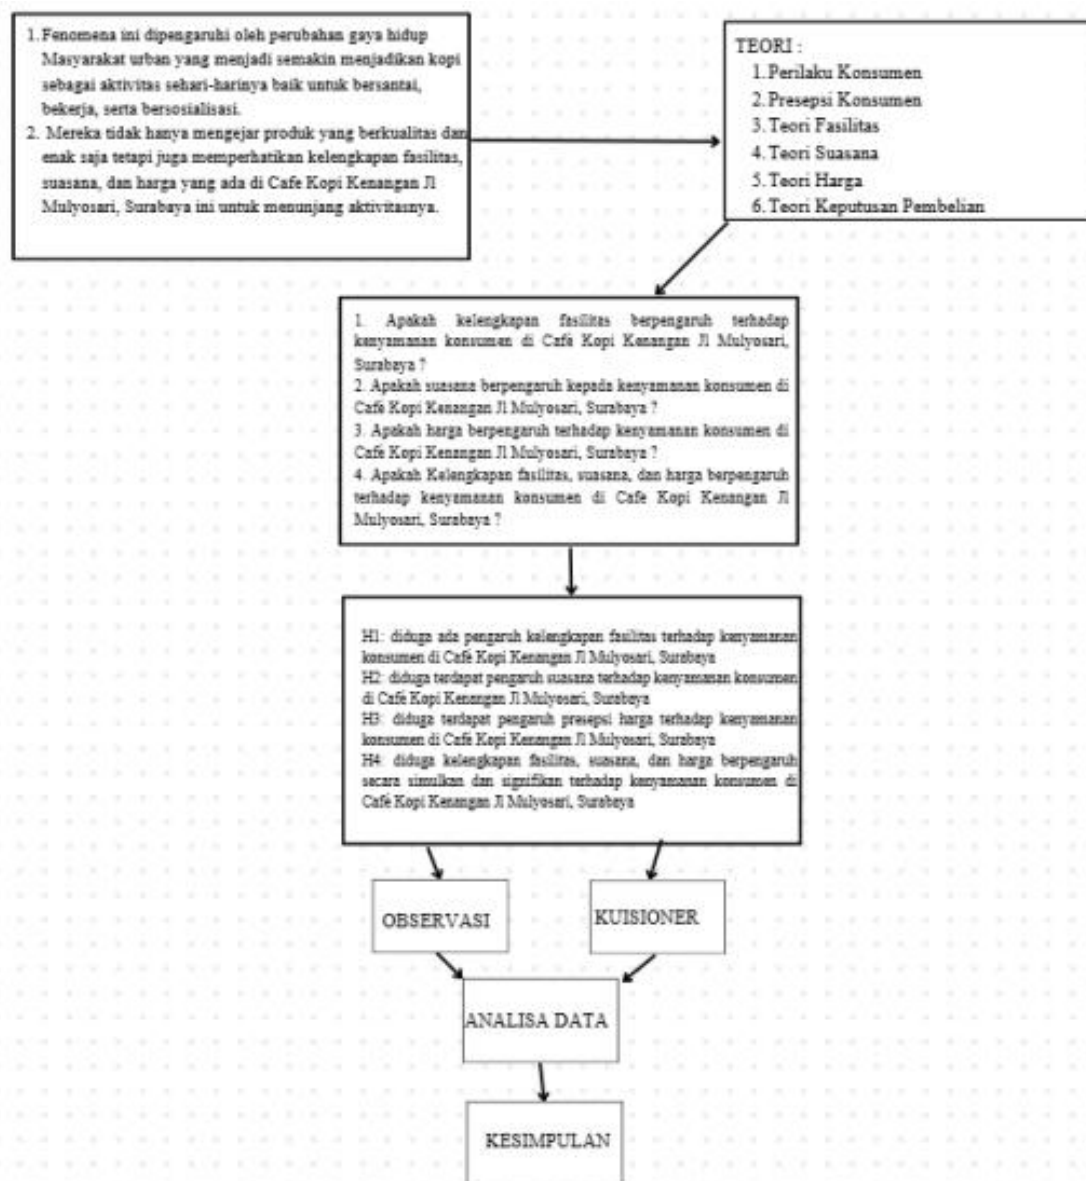 1. Fenomena ini dipengaruhi oleh perubahan gaya hidup
Masyarakat urban yang menjadi semakin menjadikan kopi
sebagai aktivitas sehari-harinya baik untuk bersantai,
bekerja, serta bersosialisasi.
2. Mereka tidak hanya mengejar produk yang berkualitas dan
enak saja tetapi juga memperhatikan kelengkapan fasilitas,
suasana, dan harga yang ada di Cafe Kopi Kenangan Jl
Mulyosari, Surabaya ini untuk menunjang aktivitasnya.
TEORI :
1. Perilaku Konsumen
2. Presepsi Konsumen
3. Teori Fasilitas
4. Teori Suasana
5. Teori Harga
6. Teori Keputusan Pembelian
1. Apakah kelengkapan fasilitas berpengaruh terhadap
kenyamanan konsumen di Café Kopi Kenangan Jl Mulyosari,
Surabaya ?
2. Apakah suasana berpengaruh kepada kenyamanan konsumen di
Café Kopi Kenangan Jl Mulyosari, Surabaya ?
3. Apakah harga berpengaruh terhadap kenyamanan konsumen di
Café Kopi Kenangan Jl Mulyosari, Surabaya ?
4. Apakah Kelengkapan fasilitas, suasana, dan harga berpengaruh
terhadap kenyamanan konsumen di Cafe Kopi Kenangan Jl
Mulyosari, Surabaya ?
H1: diduga ada pengaruh kelengkapan fasilitas terhadap kenyamanan
konsumen di Café Kopi Kenangan Jl Mulyosari, Surabaya
H2: diduga terdapat pengaruh suasana terhadap kenyamanan konsumen
di Café Kopi Kenangan Jl Mulyosari, Surabaya
H3: diduga terdapat pengaruh presepsi harga terhadap kenyamanan
konsumen di Café Kopi Kenangan Jl Mulyosari, Surabaya
H4: diduga kelengkapan fasilitas, suasana, dan harga berpengaruh
secara simulkan dan signifikan terhadap kenyamanan konsumen di
Café Kopi Kenangan Jl Mulyosari, Surabaya
OBSERVASI
KUISIONER
ANALISA DATA
KESIMPULAN